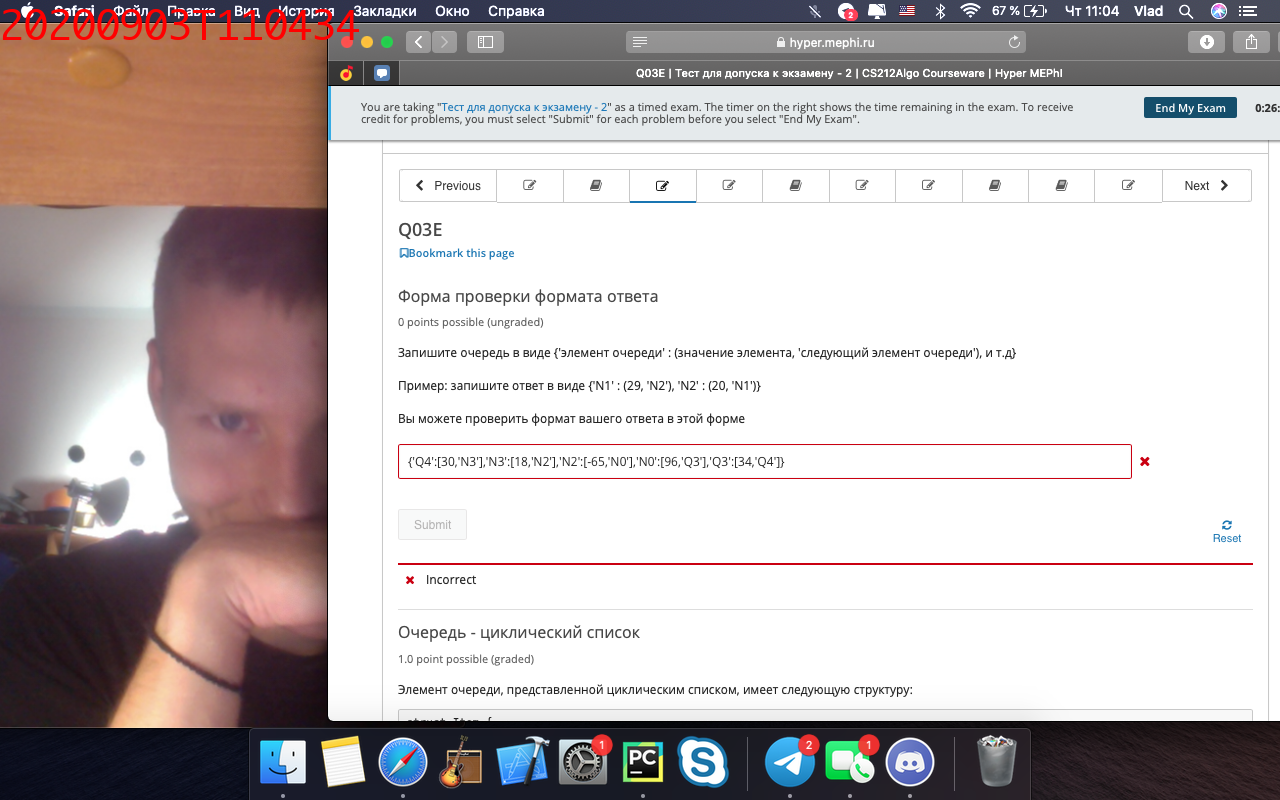 20200903T110434
Safari Файл Правка Вид История Закладки Окно Справка
2
67 %
Чт 11:04 Vlad
hyper.mephi.ru
Q03E | Тест для допуска к экзамену - 2 | CS212Algo Courseware | Hyper MEPhI
You are taking "Тест для допуска к экзамену - 2" as a timed exam. The timer on the right shows the time remaining in the exam. To receive
credit for problems, you must select "Submit" for each problem before you select "End My Exam".
End My Exam
0:26:
Previous
Next
Q03E
Bookmark this page
Форма проверки формата ответа
0 points possible (ungraded)
Запишите очередь в виде {'элемент очереди' : (значение элемента, 'следующий элемент очереди'), и т.д}
Пример: запишите ответ в виде {'N1' : (29, 'N2'), 'N2' : (20, 'N1')}
Вы можете проверить формат вашего ответа в этой форме
{'Q4':[30,'N3'],'N3':[18,'N2'],'N2':[-65,'N0'],'N0':[96,'Q3'],'Q3':[34,'Q4']}
Submit
Reset
Incorrect
Очередь - циклический список
1.0 point possible (graded)
Элемент очереди, представленной циклическим списком, имеет следующую структуру:
struct Item {
1
PC
2
1